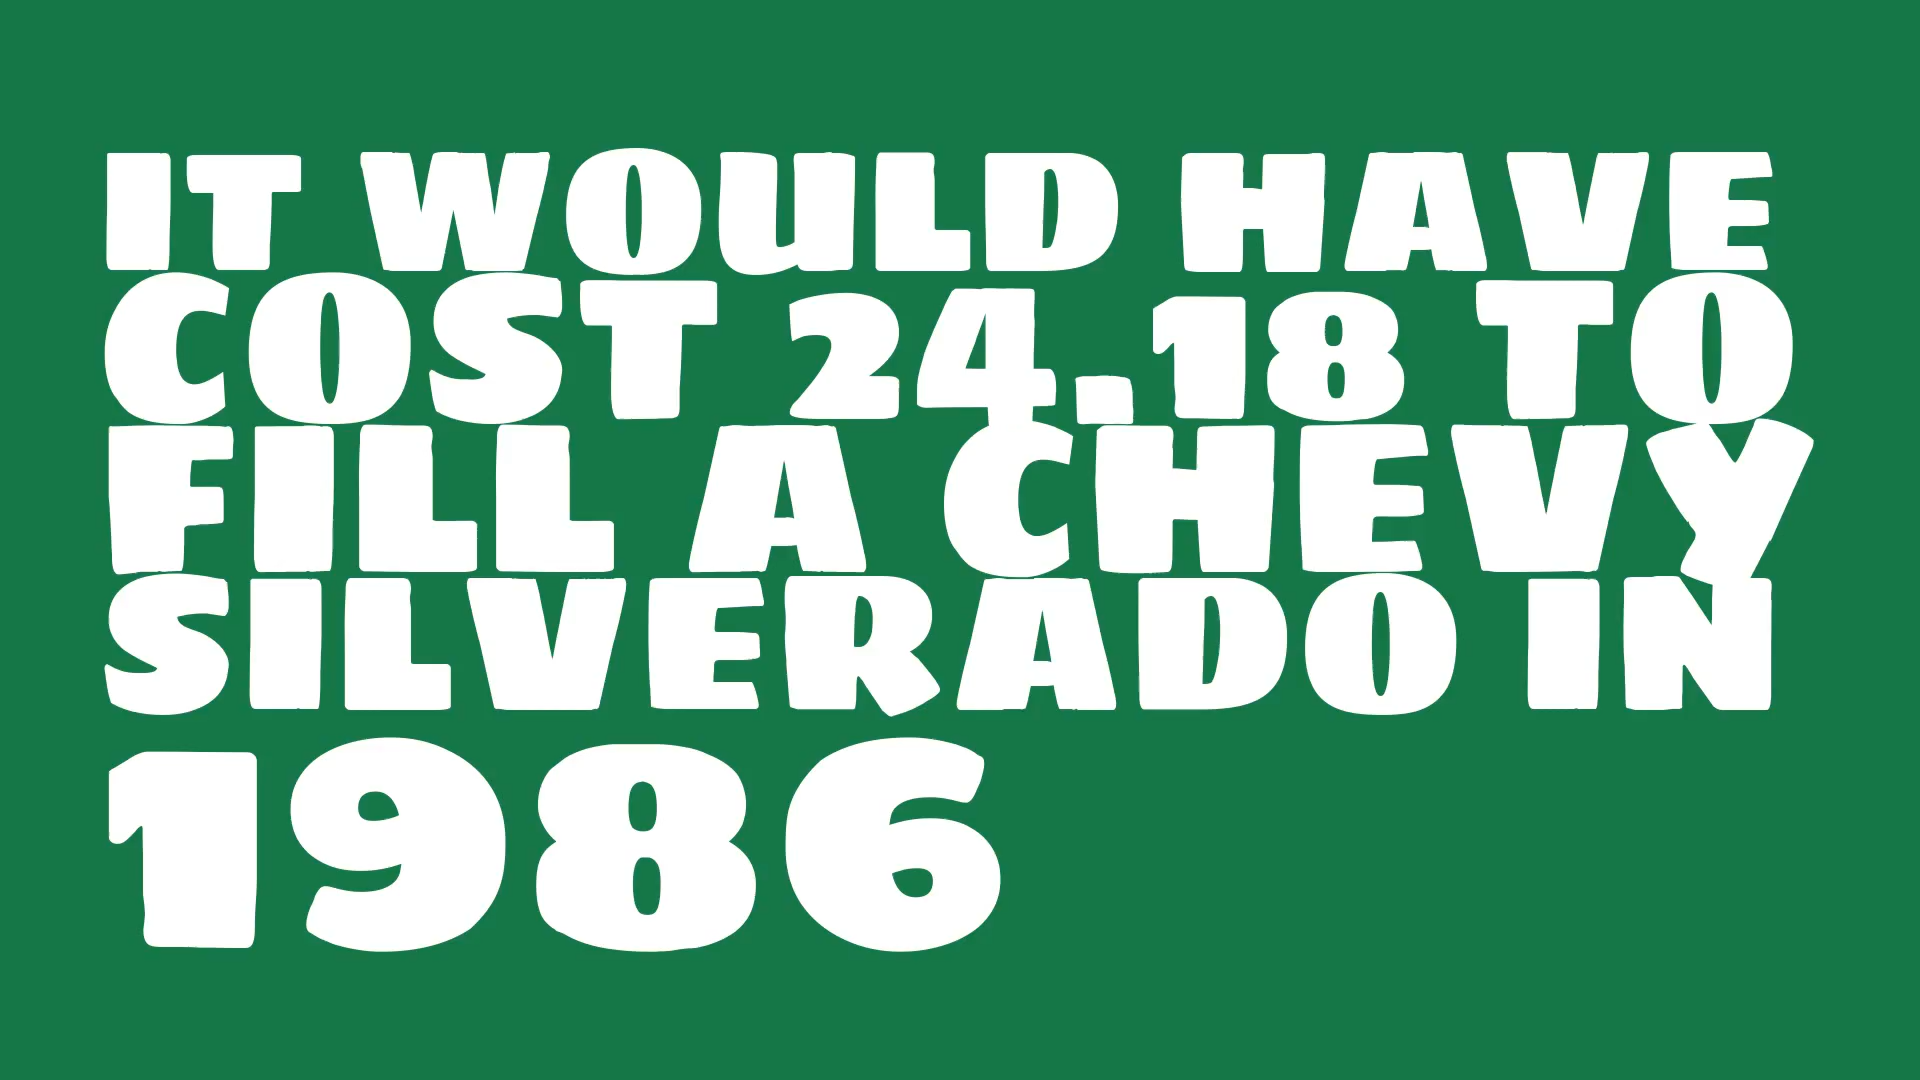 IT WOULD HAVE
COST 24.18 TO
FILL A CHEVY
SILVERADO IN
1986